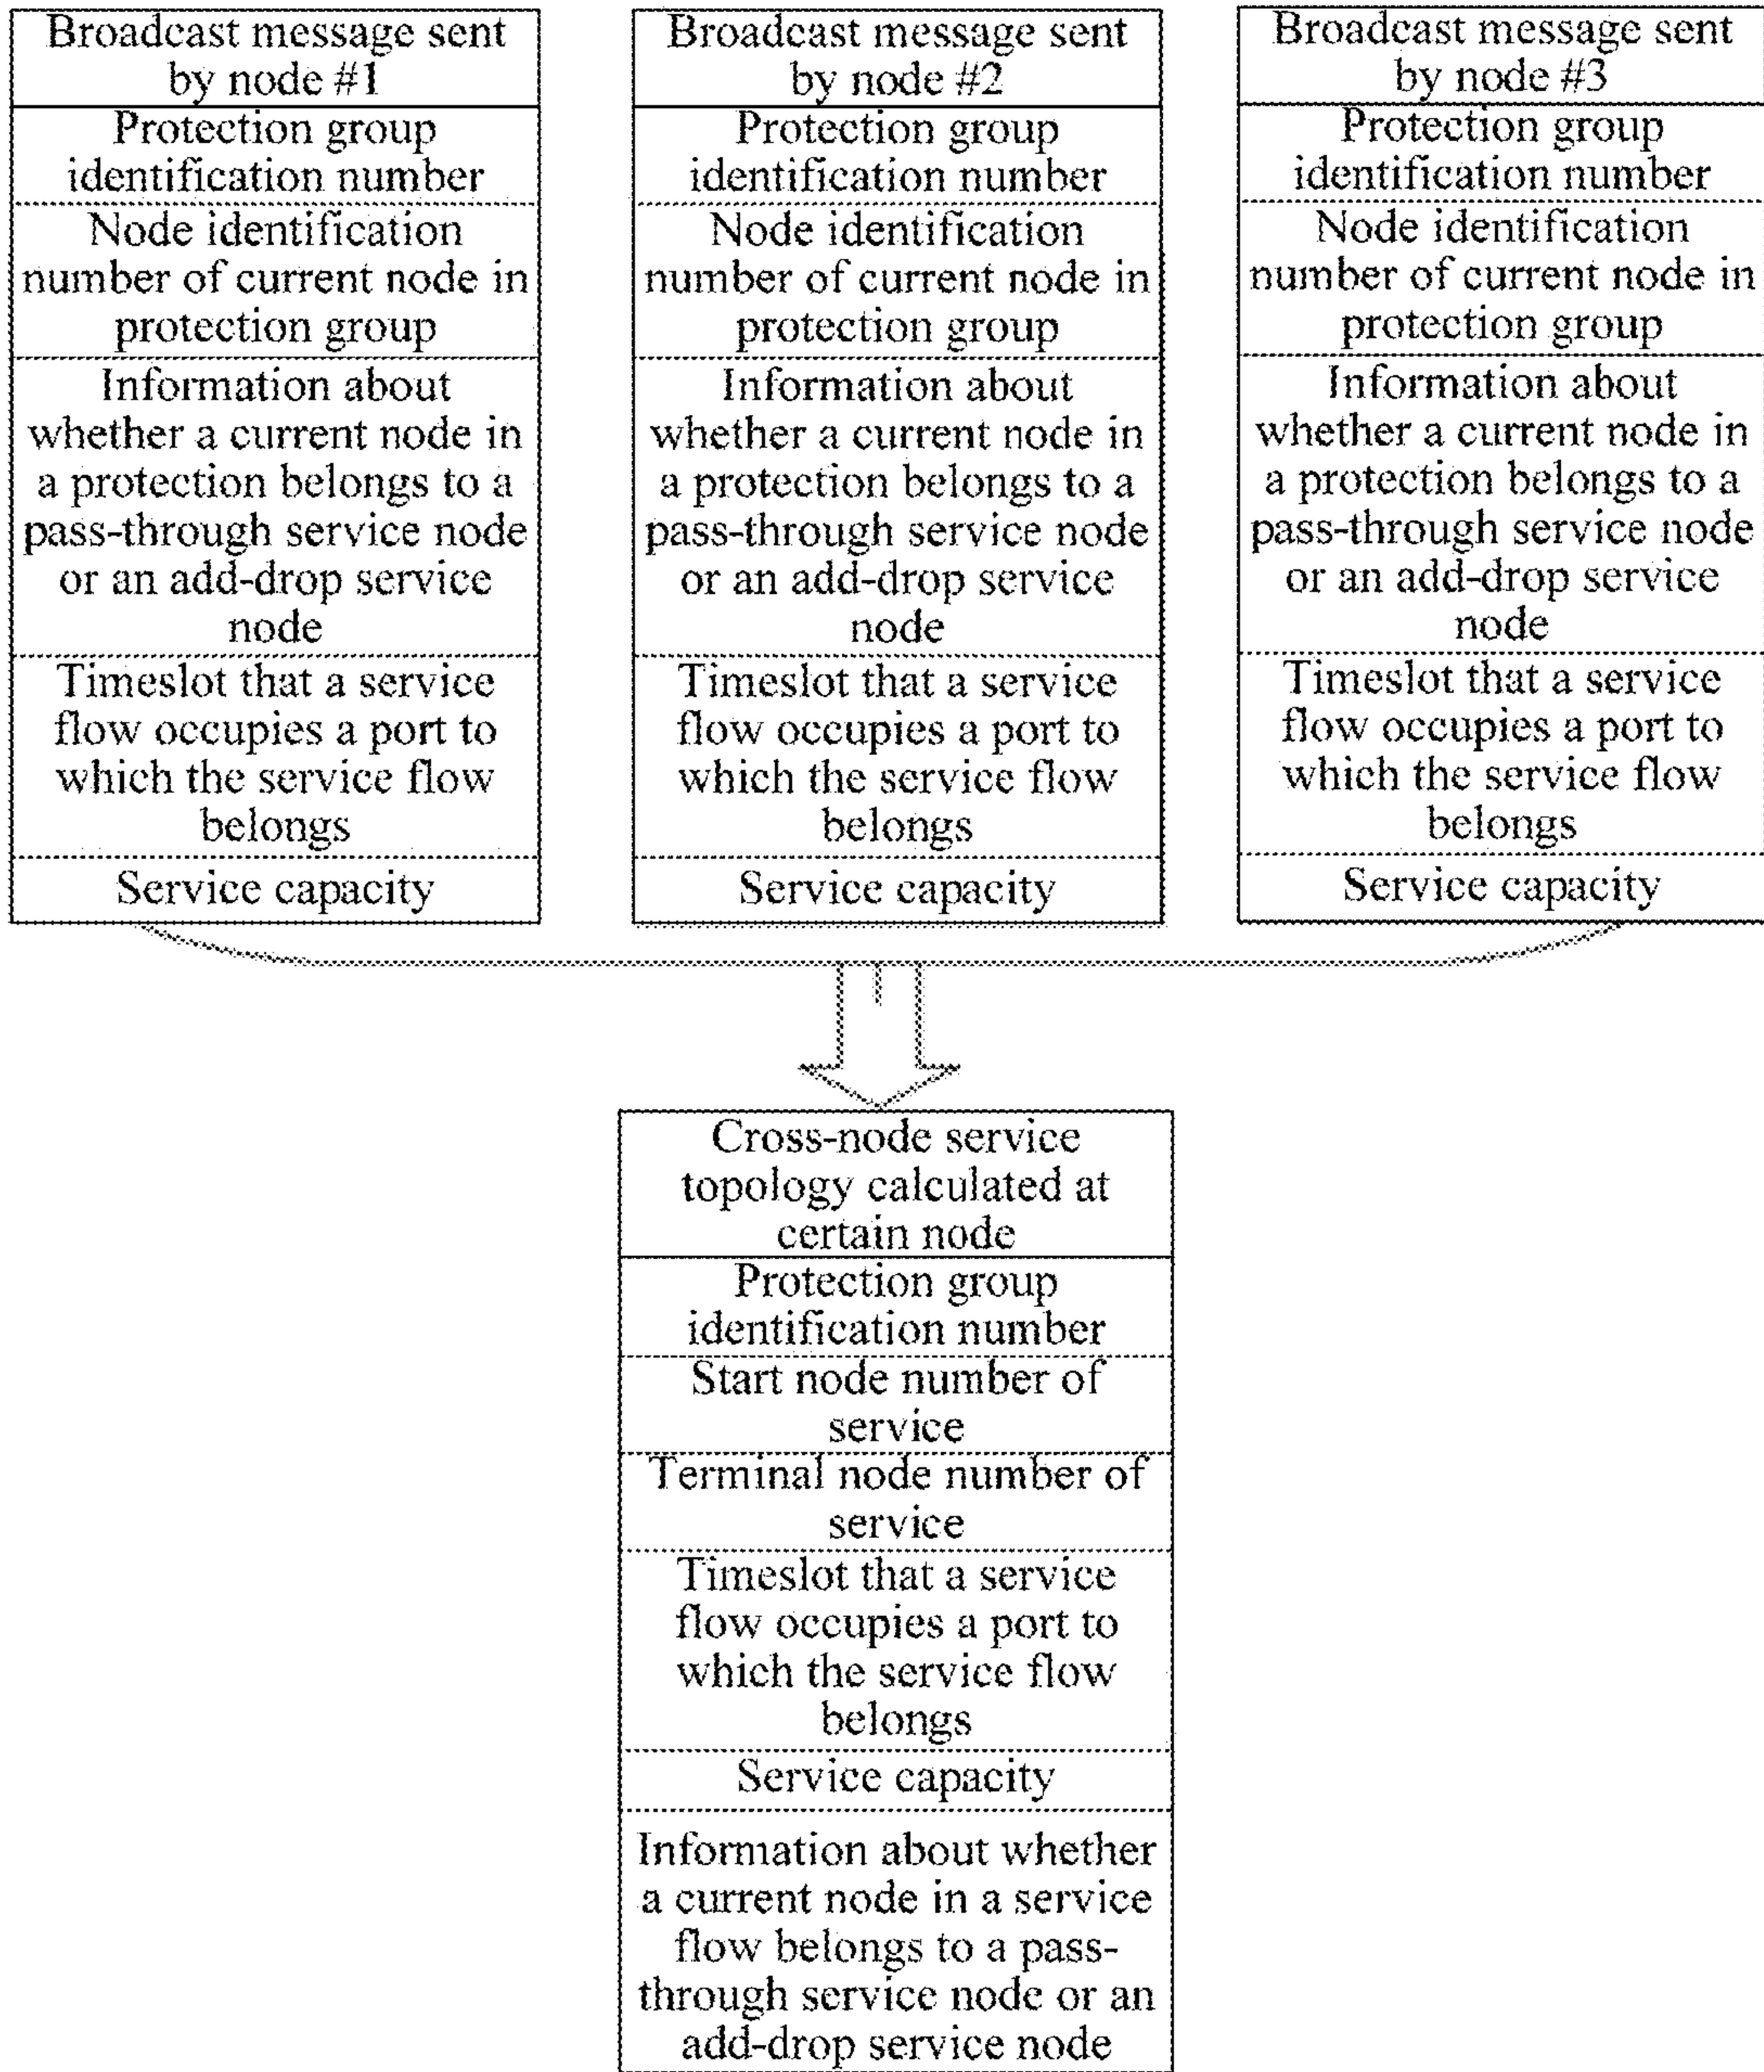 Broadcast message sent
by node #1
Protection group
identification number
Node identification
number of current node in
protection group
Information about
whether a current node in
a protection belongs to a
pass-through service node
or an add-drop service
node
Timeslot that a service
flow occupies a port to
which the service flow
belongs
Service capacity
Broadcast message sent
by node #2
Protection group
identification number
Node identification
number of current node in
protection group
Information about
whether a current node in
a protection belongs to a
pass-through service node
or an add-drop service
node
Timeslot that a service
flow occupies a port to
which the service flow
belongs
Service capacity
Broadcast message sent
by node #3
Protection group
identification number
Node identification
number of current node in
protection group
Information about
whether a current node in
a protection belongs to a
pass-through service node
or an add-drop service
node
Timeslot that a service
flow occupies a port to
which the service flow
belongs
Service capacity
Cross-node service
topology calculated at
certain node
Protection group
identification number
Start node number of
service
Terminal node number of
service
Timeslot that a service
flow occupies a port to
which the service flow
belongs
Service capacity
Information about whether
a current node in a service
flow belongs to a pass-
through service node or an
add-drop service node